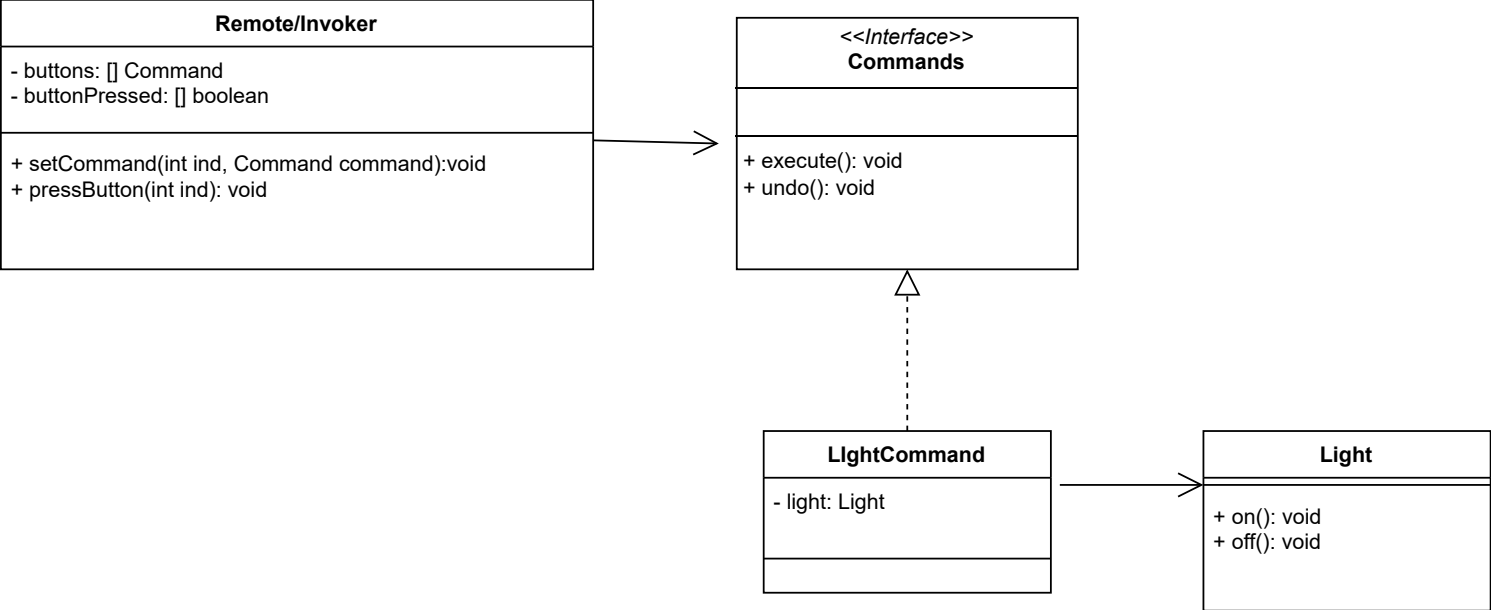 Remote/Invoker
- buttons: [] Command
- buttonPressed: [] boolean
+ setCommand(int ind, Command command):void
+ pressButton(int ind): void
<<Interface>>
Commands
+ execute(): void
+ undo(): void
LIghtCommand
- light: Light
Light
+ on(): void
+ off(): void